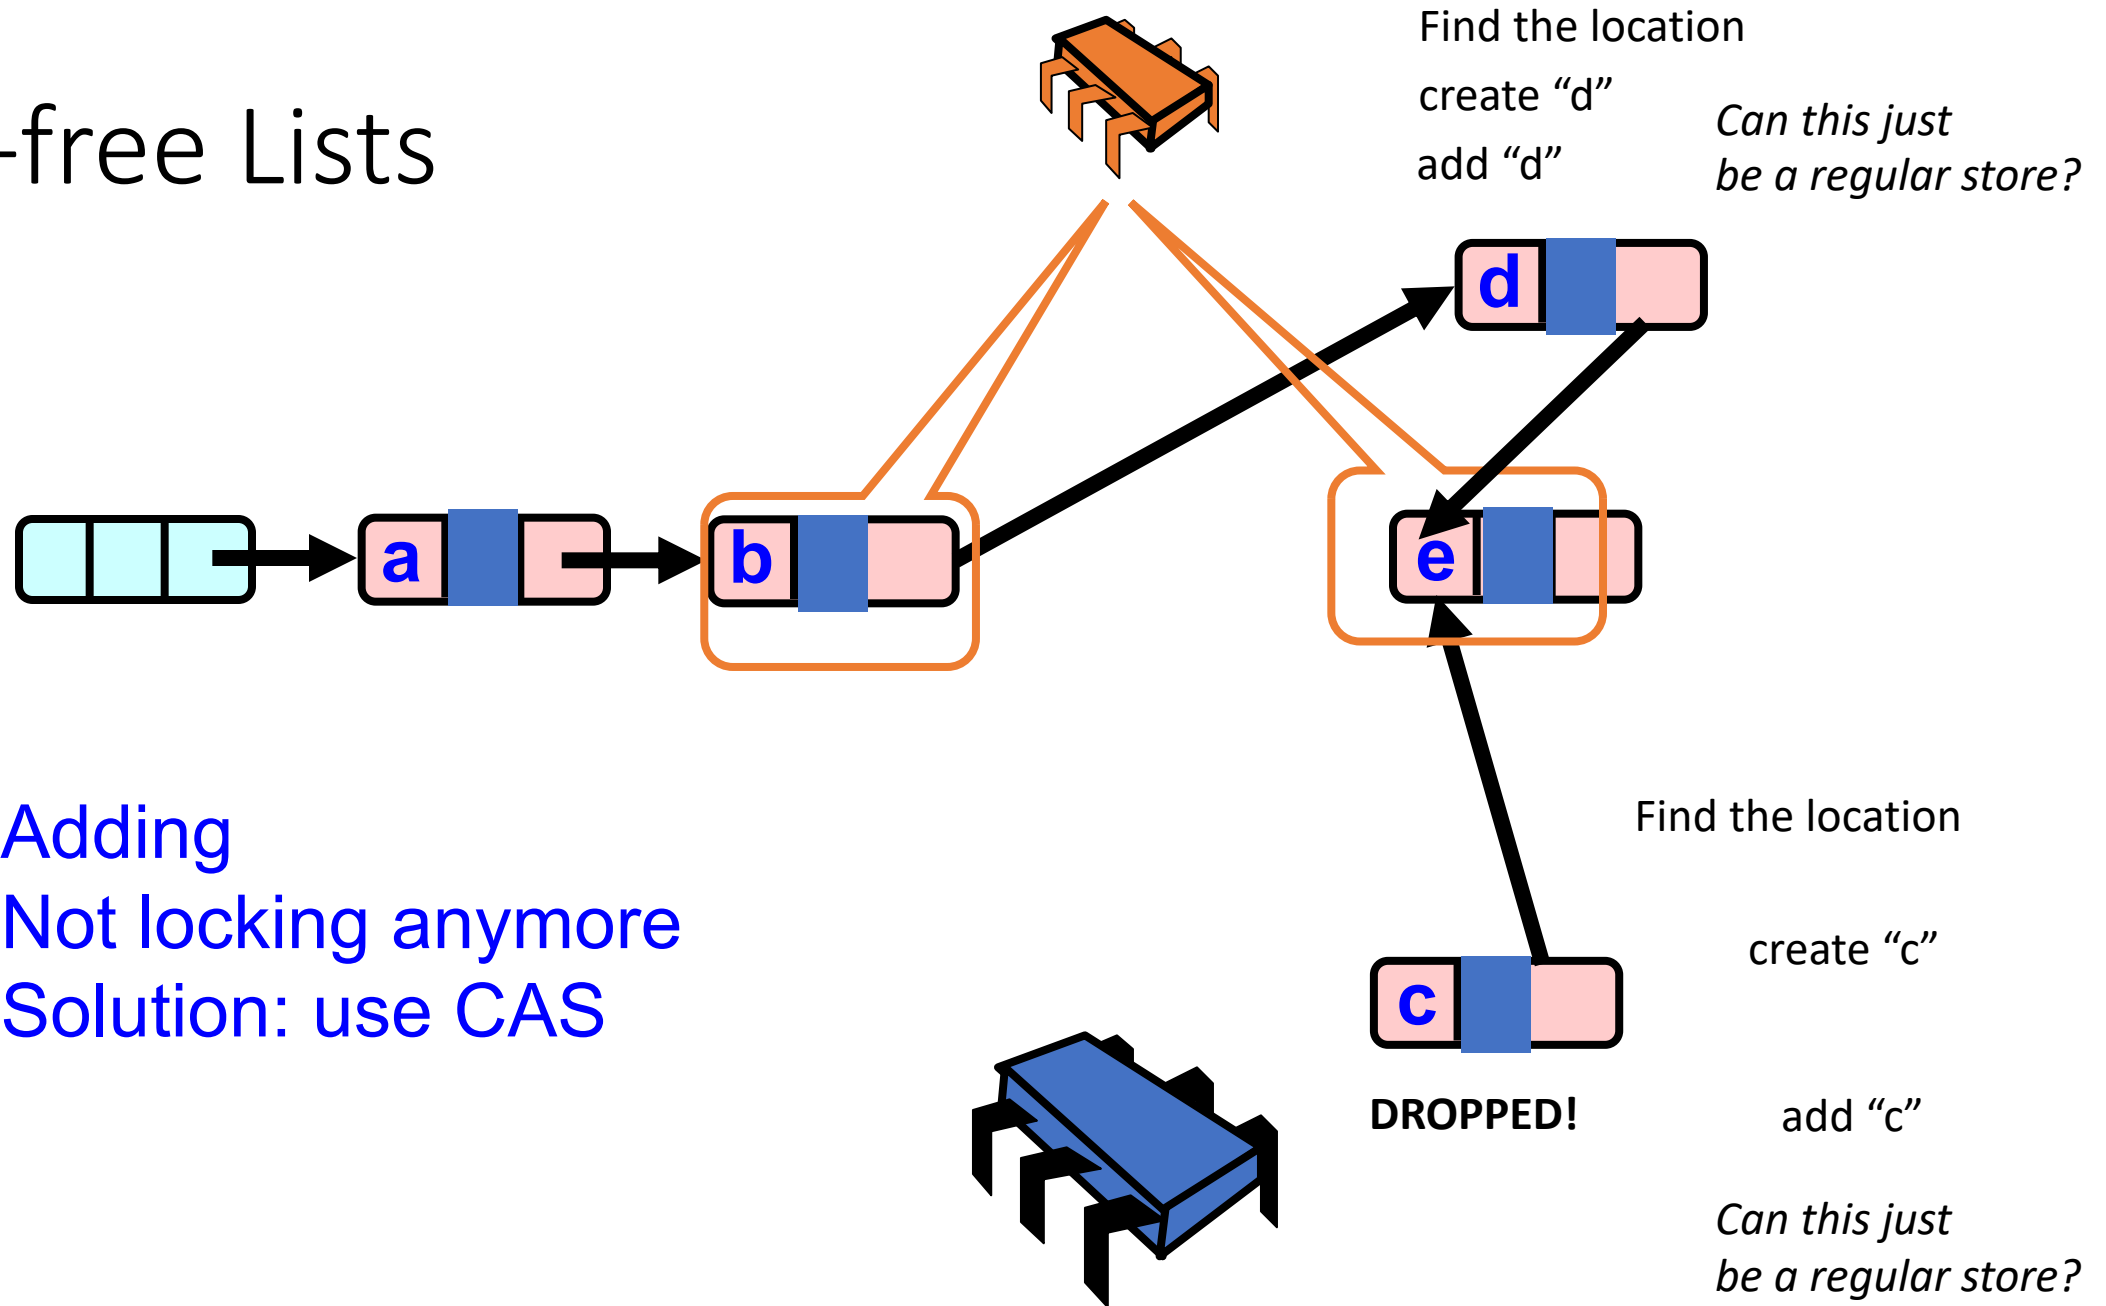 -free Lists
Find the location
create “d”
add “d”
Can this just
be a regular store?
d
a
b
e
Adding
Not locking anymore
Solution: use CAS
Find the location
create “c”
c
DROPPED!
add “c”
Can this just
be a regular store?